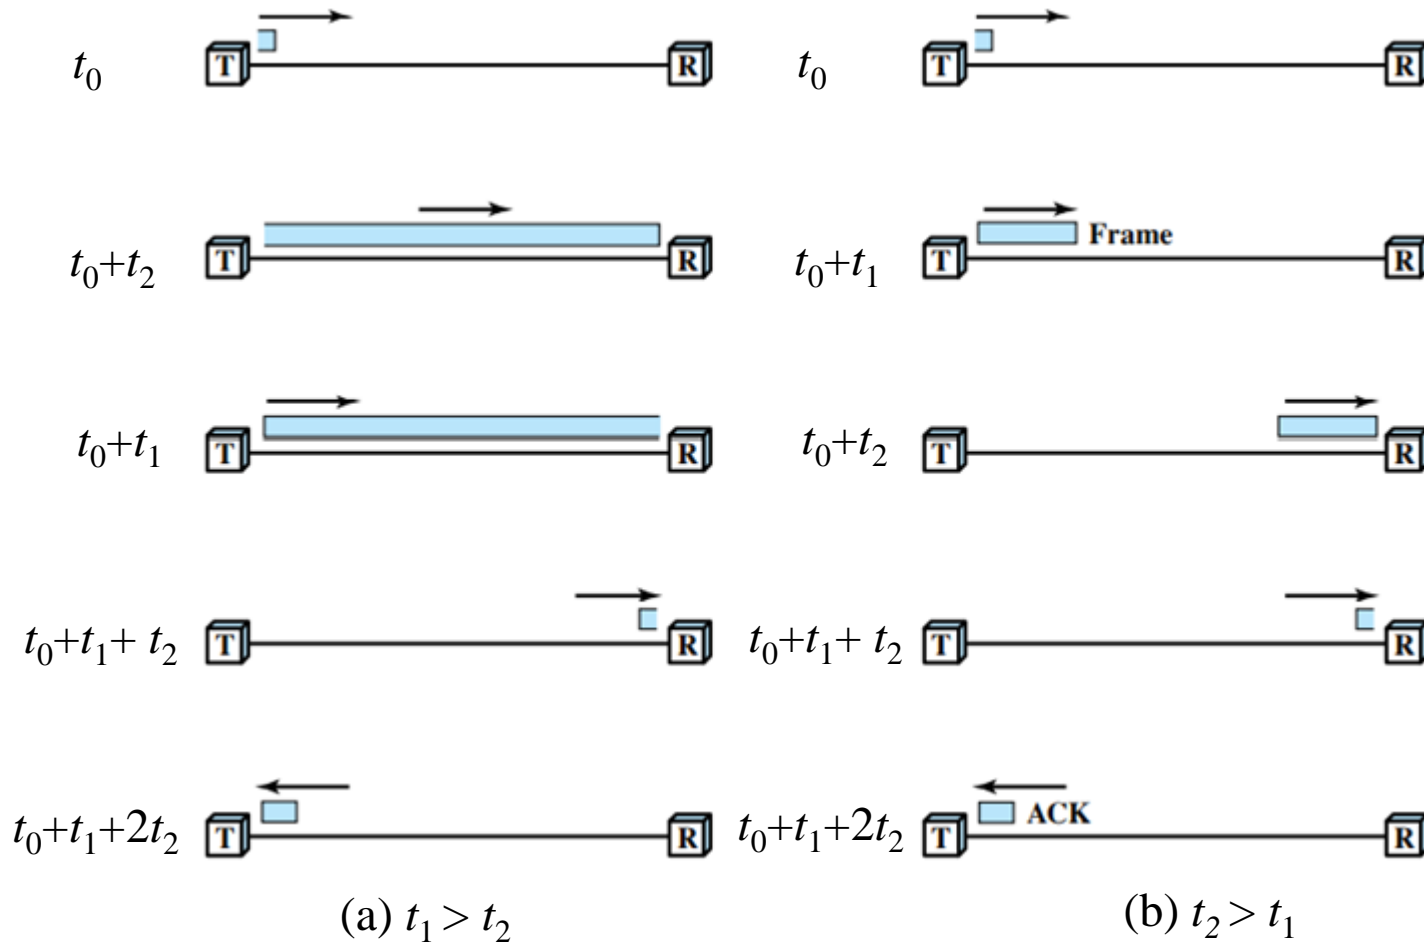 t₀ T R t₀ T R
t₀+t₂ T R t₀+t₁ T Frame R
t₀+t₁ T R t₀+t₂ T R
t₀+t₁+ t₂ T R t₀+t₁+ t₂ T R
t₀+t₁+2t₂ T R t₀+t₁+2t₂ T ACK R
(a) t₁ > t₂ (b) t₂ > t₁